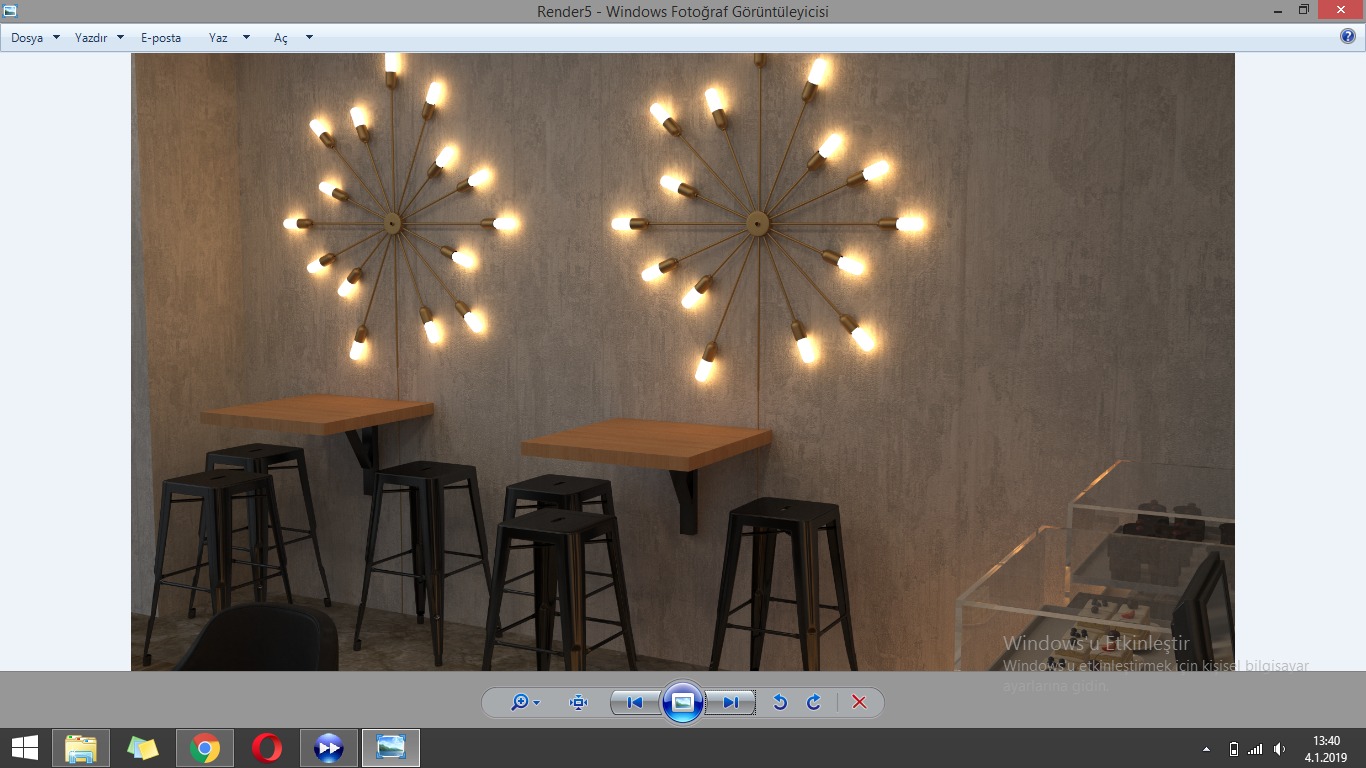 Render5 - Windows Fotoğraf Görüntüleyicisi
Dosya Yazdır E-posta Yaz Aç
Windows'u Etkinleştir
Windows'u etkinleştirmek için kişisel bilgisayar
ayarlarına gidin.
13:40
4.1.2019